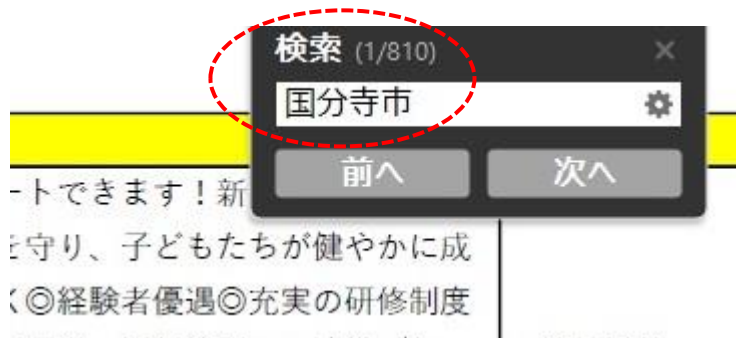 検索 (1/810)
国分寺市
前へ 次へ
ートできます！新
を守り、子どもたちが健やかに成
く◎経験者優遇◎充実の研修制度